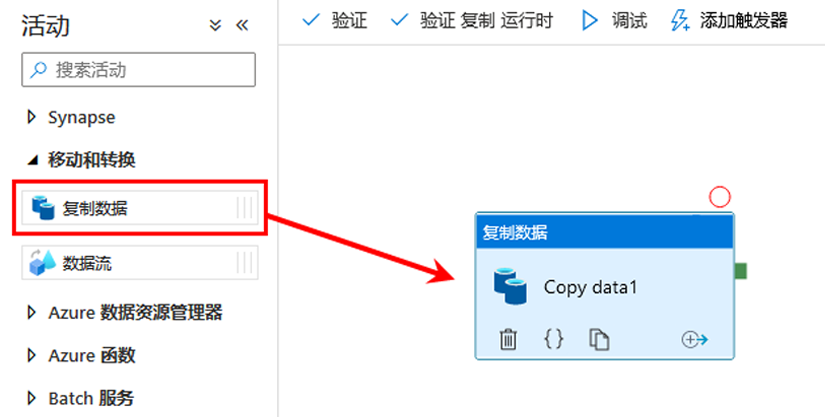 活动
搜索活动
Synapse
移动和转换
复制数据
数据流
Azure 数据资源管理器
Azure 函数
Batch 服务
验证 验证 复制 运行时 调试 添加触发器
复制数据
Copy data1